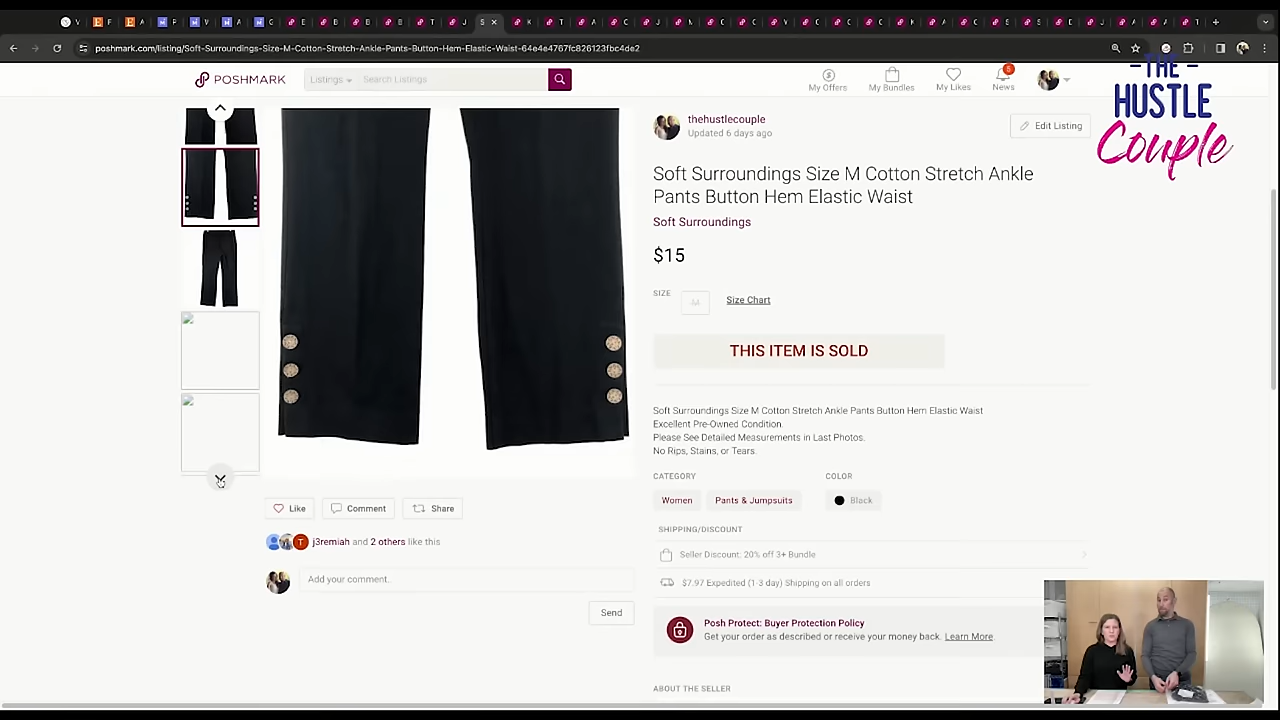 poshmark.com/listing/Soft-Surroundings-Size-M-Cotton-Stretch-Ankle-Pants-Button-Hem-Elastic-Waist-64e4e4767fc826123fbc4de2
POSHMARK
Listings
Search Listings
My Offers
My Bundles
My Likes
5
News
-THE-
HUSTLE
Couple
thehustlecouple
Updated 6 days ago
Edit Listing
Soft Surroundings Size M Cotton Stretch Ankle
Pants Button Hem Elastic Waist
Soft Surroundings
$15
SIZE
M
Size Chart
THIS ITEM IS SOLD
Soft Surroundings Size M Cotton Stretch Ankle Pants Button Hem Elastic Waist
Excellent Pre-Owned Condition.
Please See Detailed Measurements in Last Photos.
No Rips, Stains, or Tears.
CATEGORY
COLOR
Women
Pants & Jumpsuits
Black
SHIPPING/DISCOUNT
Seller Discount: 20% off 3+ Bundle
$7.97 Expedited (1-3 day) Shipping on all orders
Posh Protect: Buyer Protection Policy
Get your order as described or receive your money back. Learn More.
ABOUT THE SELLER
Like
Comment
Share
T
j3remiah and 2 others like this
Add your comment..
Send